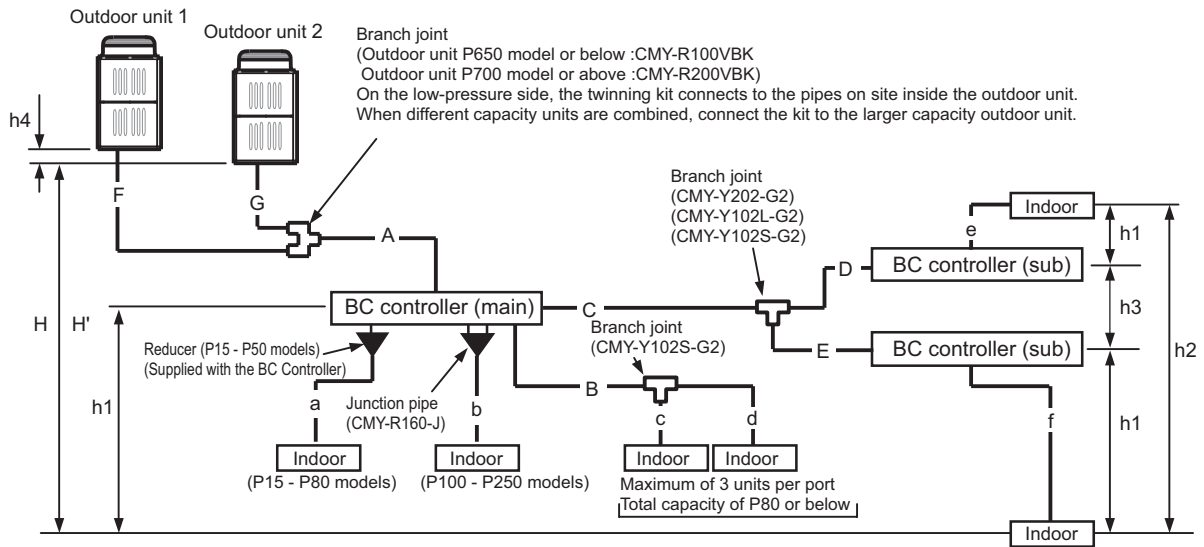 Outdoor unit 1
Outdoor unit 2
Branch joint
(Outdoor unit P650 model or below :CMY-R100VBK
Outdoor unit P700 model or above :CMY-R200VBK)
On the low-pressure side, the twinning kit connects to the pipes on site inside the outdoor unit.
When different capacity units are combined, connect the kit to the larger capacity outdoor unit.
h4
F
G
A
H
H'
h1
BC controller (main)
Reducer (P15 - P50 models)
(Supplied with the BC Controller)
a
Junction pipe
(CMY-R160-J)
b
Indoor
(P15 - P80 models)
Indoor
(P100 - P250 models)
C
B
Branch joint
(CMY-Y102S-G2)
c
d
Indoor
Indoor
Maximum of 3 units per port
Total capacity of P80 or below
Branch joint
(CMY-Y202-G2)
(CMY-Y102L-G2)
(CMY-Y102S-G2)
D
E
Indoor
e
BC controller (sub)
BC controller (sub)
f
Indoor
h1
h3
h1
h2